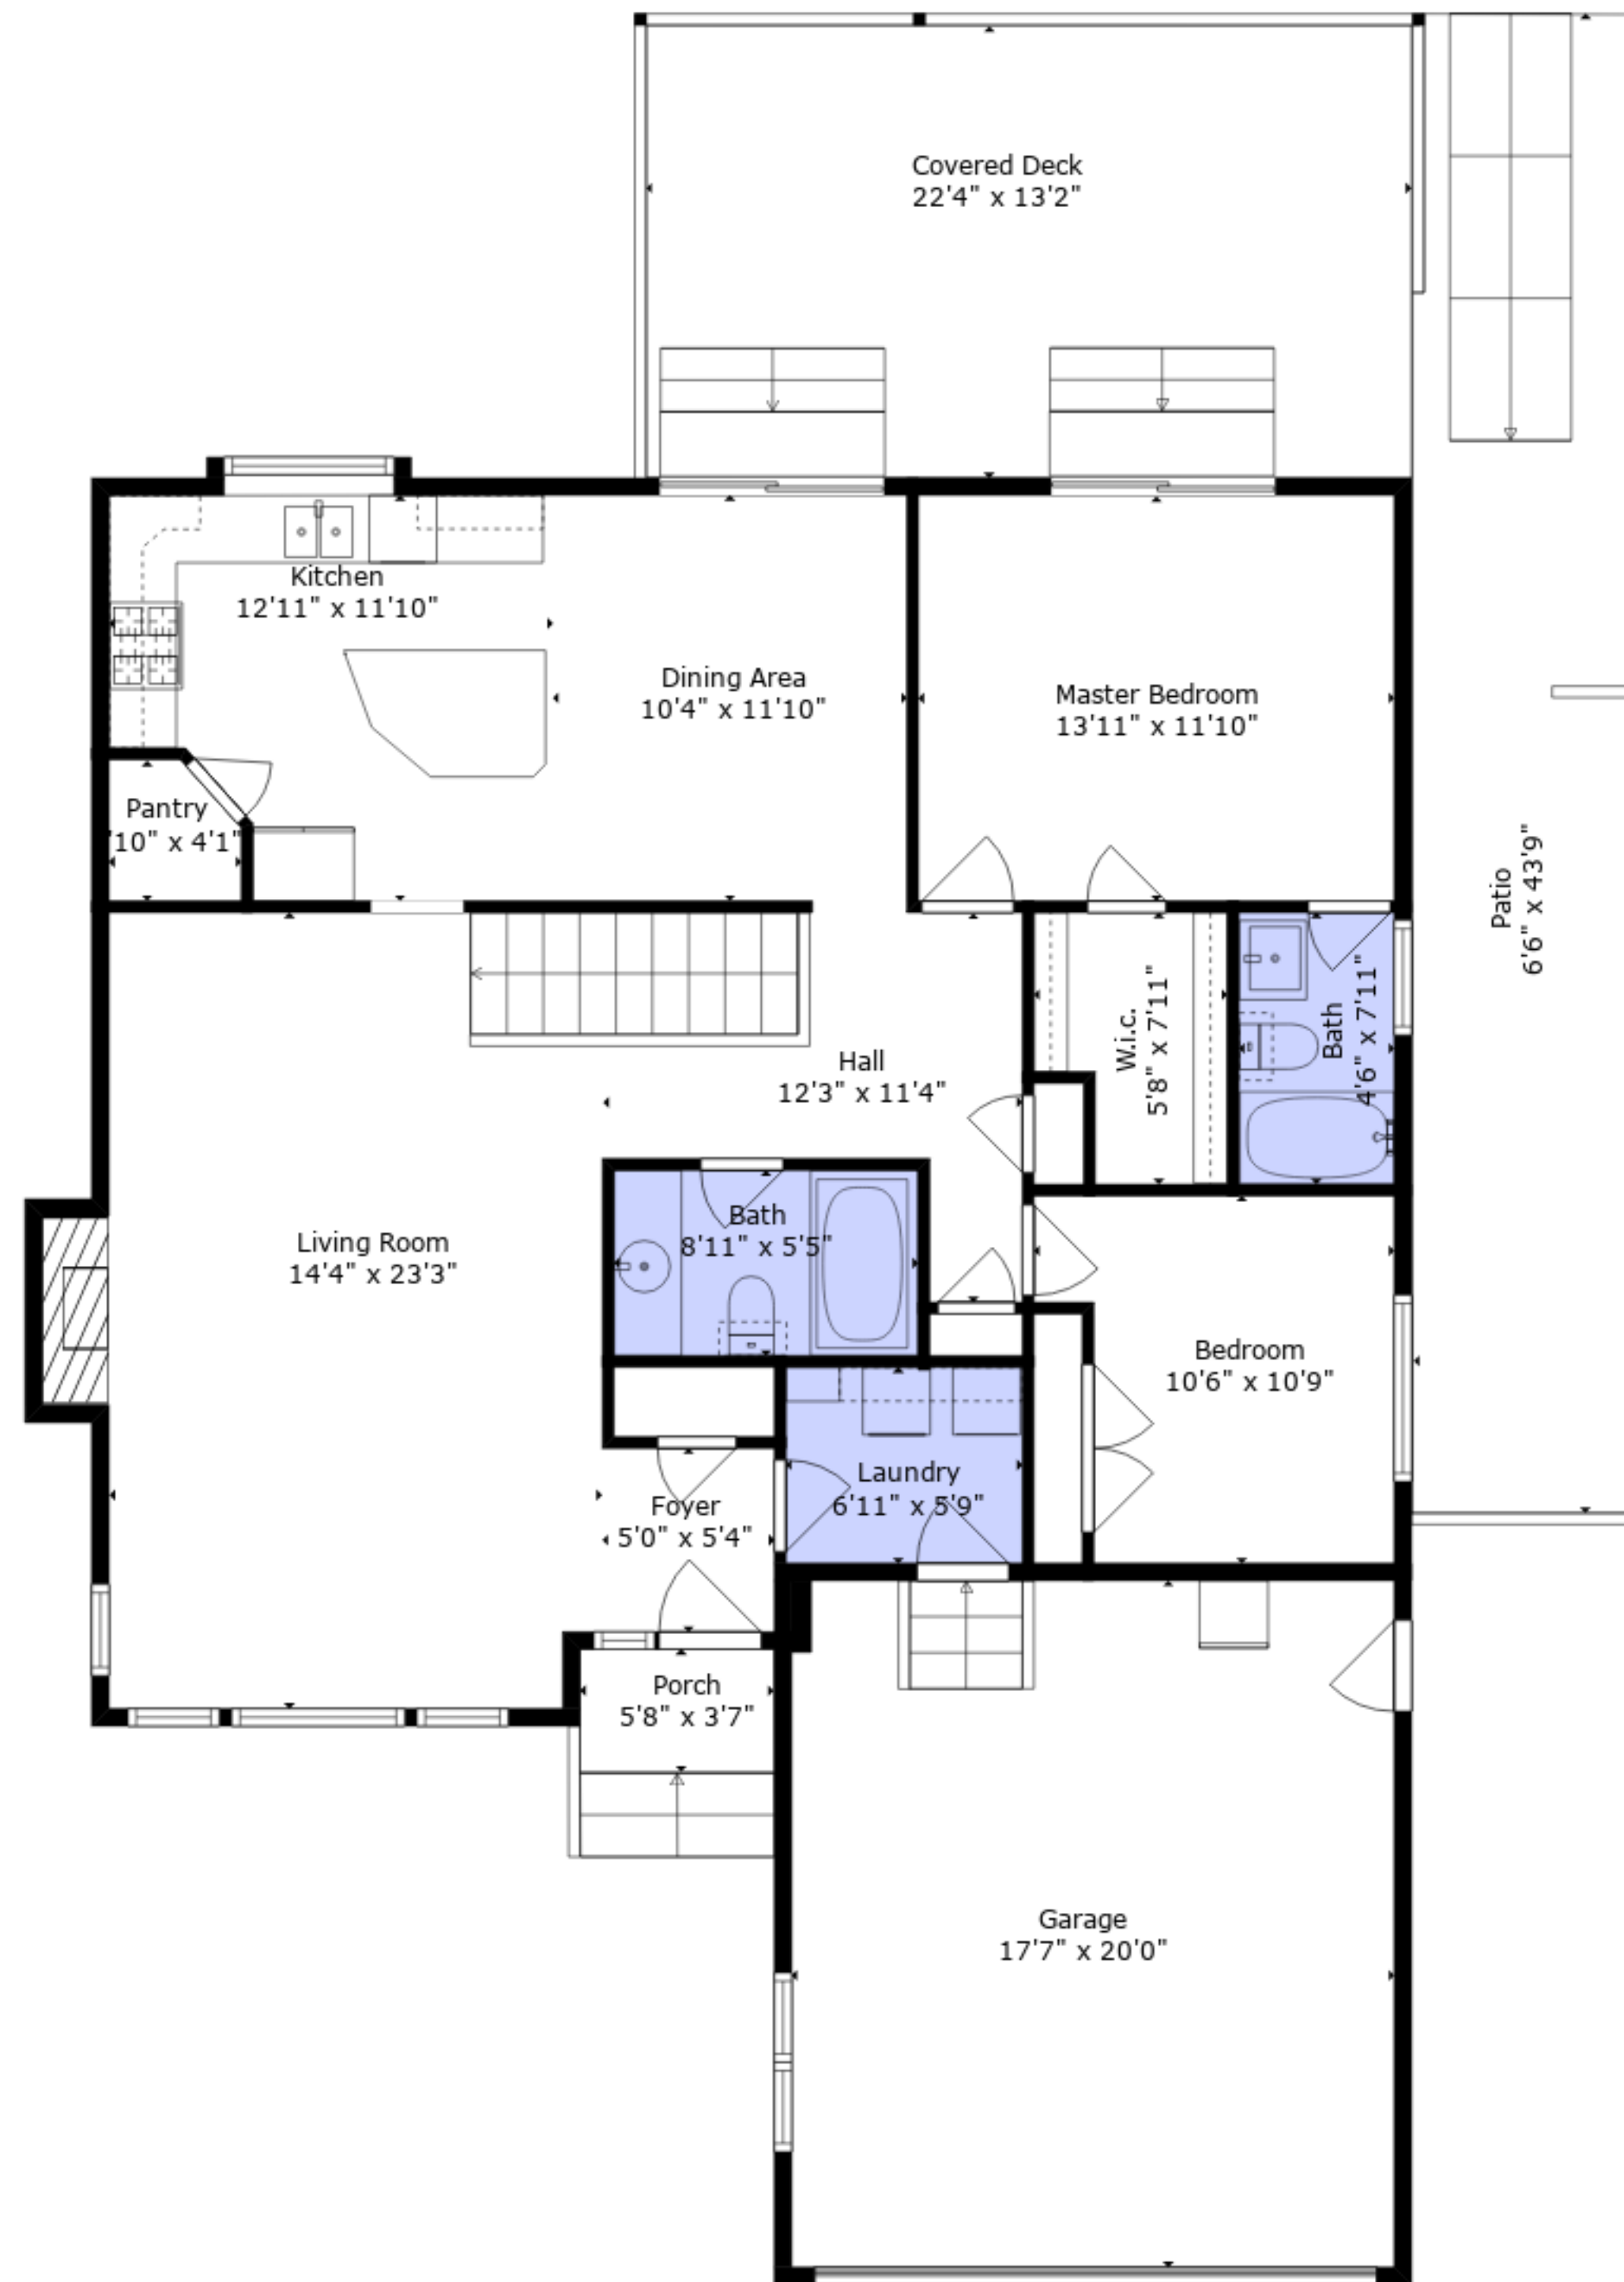 Covered Deck
22'4" x 13'2"
Kitchen
12'11" x 11'10"
Dining Area
10'4" x 11'10"
Master Bedroom
13'11" x 11'10"
Pantry
'10" x 4'1"
Patio
6'6" x 43'9"
W.i.c.
5'8" x 7'11"
Bath
4'6" x 7'11"
Hall
12'3" x 11'4"
Bath
8'11" x 5'5"
Living Room
14'4" x 23'3"
Bedroom
10'6" x 10'9"
Laundry
6'11" x 5'9"
Foyer
5'0" x 5'4"
Porch
5'8" x 3'7"
Garage
17'7" x 20'0"